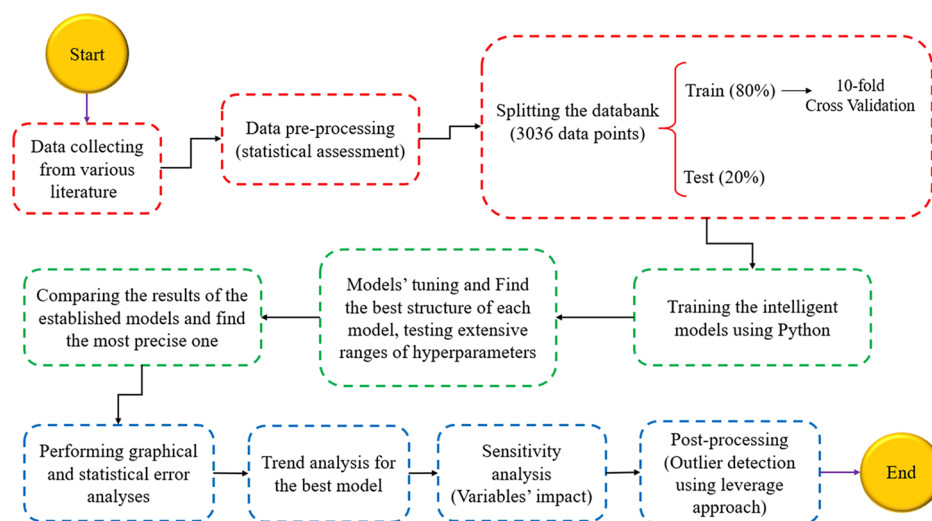 Start
Data collecting
from various
literature
Data pre-processing
(statistical assessment)
Splitting the databank
(3036 data points)
Train (80%)
10-fold
Cross Validation
Test (20%)
Training the intelligent
models using Python
Models’ tuning and Find
the best structure of each
model, testing extensive
ranges of hyperparameters
Comparing the results of the
established models and find
the most precise one
Performing graphical
and statistical error
analyses
Trend analysis for
the best model
Sensitivity
analysis
(Variables’ impact)
Post-processing
(Outlier detection
using leverage
approach)
End